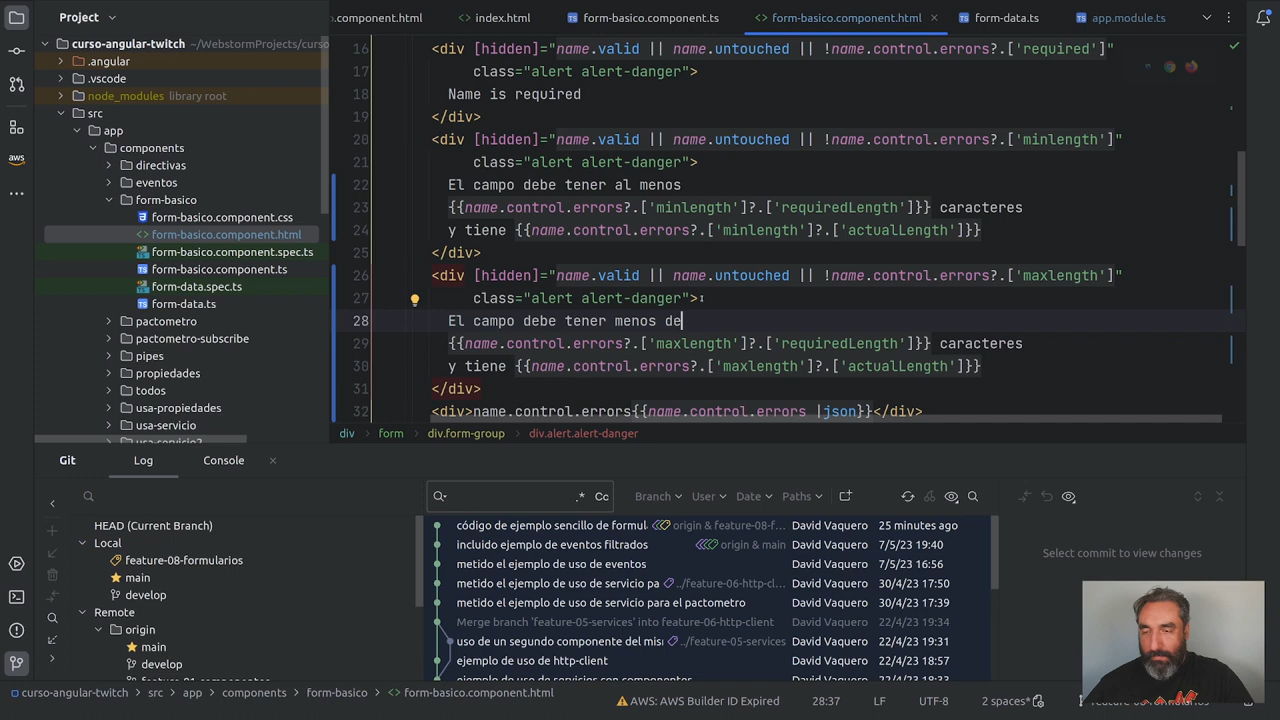 Project
.component.html
index.html
form-basico.component.ts
form-basico.component.html
form-data.ts
app.module.ts
curso-angular-twitch ~/WebstormProjects/curso
.angular
.vscode
node_modules library root
src
app
components
directivas
eventos
form-basico
form-basico.component.css
form-basico.component.html
form-basico.component.spec.ts
form-basico.component.ts
form-data.spec.ts
form-data.ts
pactometro
pactometro-subscribe
pipes
propiedades
todos
usa-propiedades
usa-servicio
usa-servicio2
aws
16 <div [hidden]="name.valid || name.untouched || !name.control.errors?.['required']"
17 class="alert alert-danger">
18 Name is required
19 </div>
20 <div [hidden]="name.valid || name.untouched || !name.control.errors?.['minlength']"
21 class="alert alert-danger">
22 El campo debe tener al menos
23 {{name.control.errors?.['minlength']?.['requiredLength']}} caracteres
24 y tiene {{name.control.errors?.['minlength']?.['actualLength']}}
25 </div>
26 <div [hidden]="name.valid || name.untouched || !name.control.errors?.['maxlength']"
27 class="alert alert-danger">
28 El campo debe tener menos de
29 {{name.control.errors?.['maxlength']?.['requiredLength']}} caracteres
30 y tiene {{name.control.errors?.['maxlength']?.['actualLength']}}
31 </div>
32 <div>name.control.errors{{name.control.errors |json}}</div>
div form div.form-group div.alert.alert-danger
Git Log Console
.* Cc Branch User Date Paths
HEAD (Current Branch)
Local
feature-08-formularios
main
develop
Remote
origin
main
develop
código de ejemplo sencillo de formul origin & feature-08-f... David Vaquero 25 minutes ago
incluido ejemplo de eventos filtrados origin & main David Vaquero 7/5/23 19:40
metido el ejemplo de uso de eventos David Vaquero 7/5/23 16:56
metido el ejemplo de uso de servicio pa ../feature-06-http-cl... David Vaquero 30/4/23 17:50
metido el ejemplo de uso de servicio para el pactometro David Vaquero 30/4/23 17:39
Merge branch 'feature-05-services' into feature-06-http-client David Vaquero 22/4/23 19:34
uso de un segundo componente del misi ../feature-05-services David Vaquero 22/4/23 19:31
ejemplo de uso de http-client David Vaquero 22/4/23 18:57
ejemplo de uso de servicios con componentes David Vaquero 22/4/23 18:33
Select commit to view changes
curso-angular-twitch src app components form-basico form-basico.component.html
AWS: AWS Builder ID Expired 28:37 LF UTF-8 2 spaces*